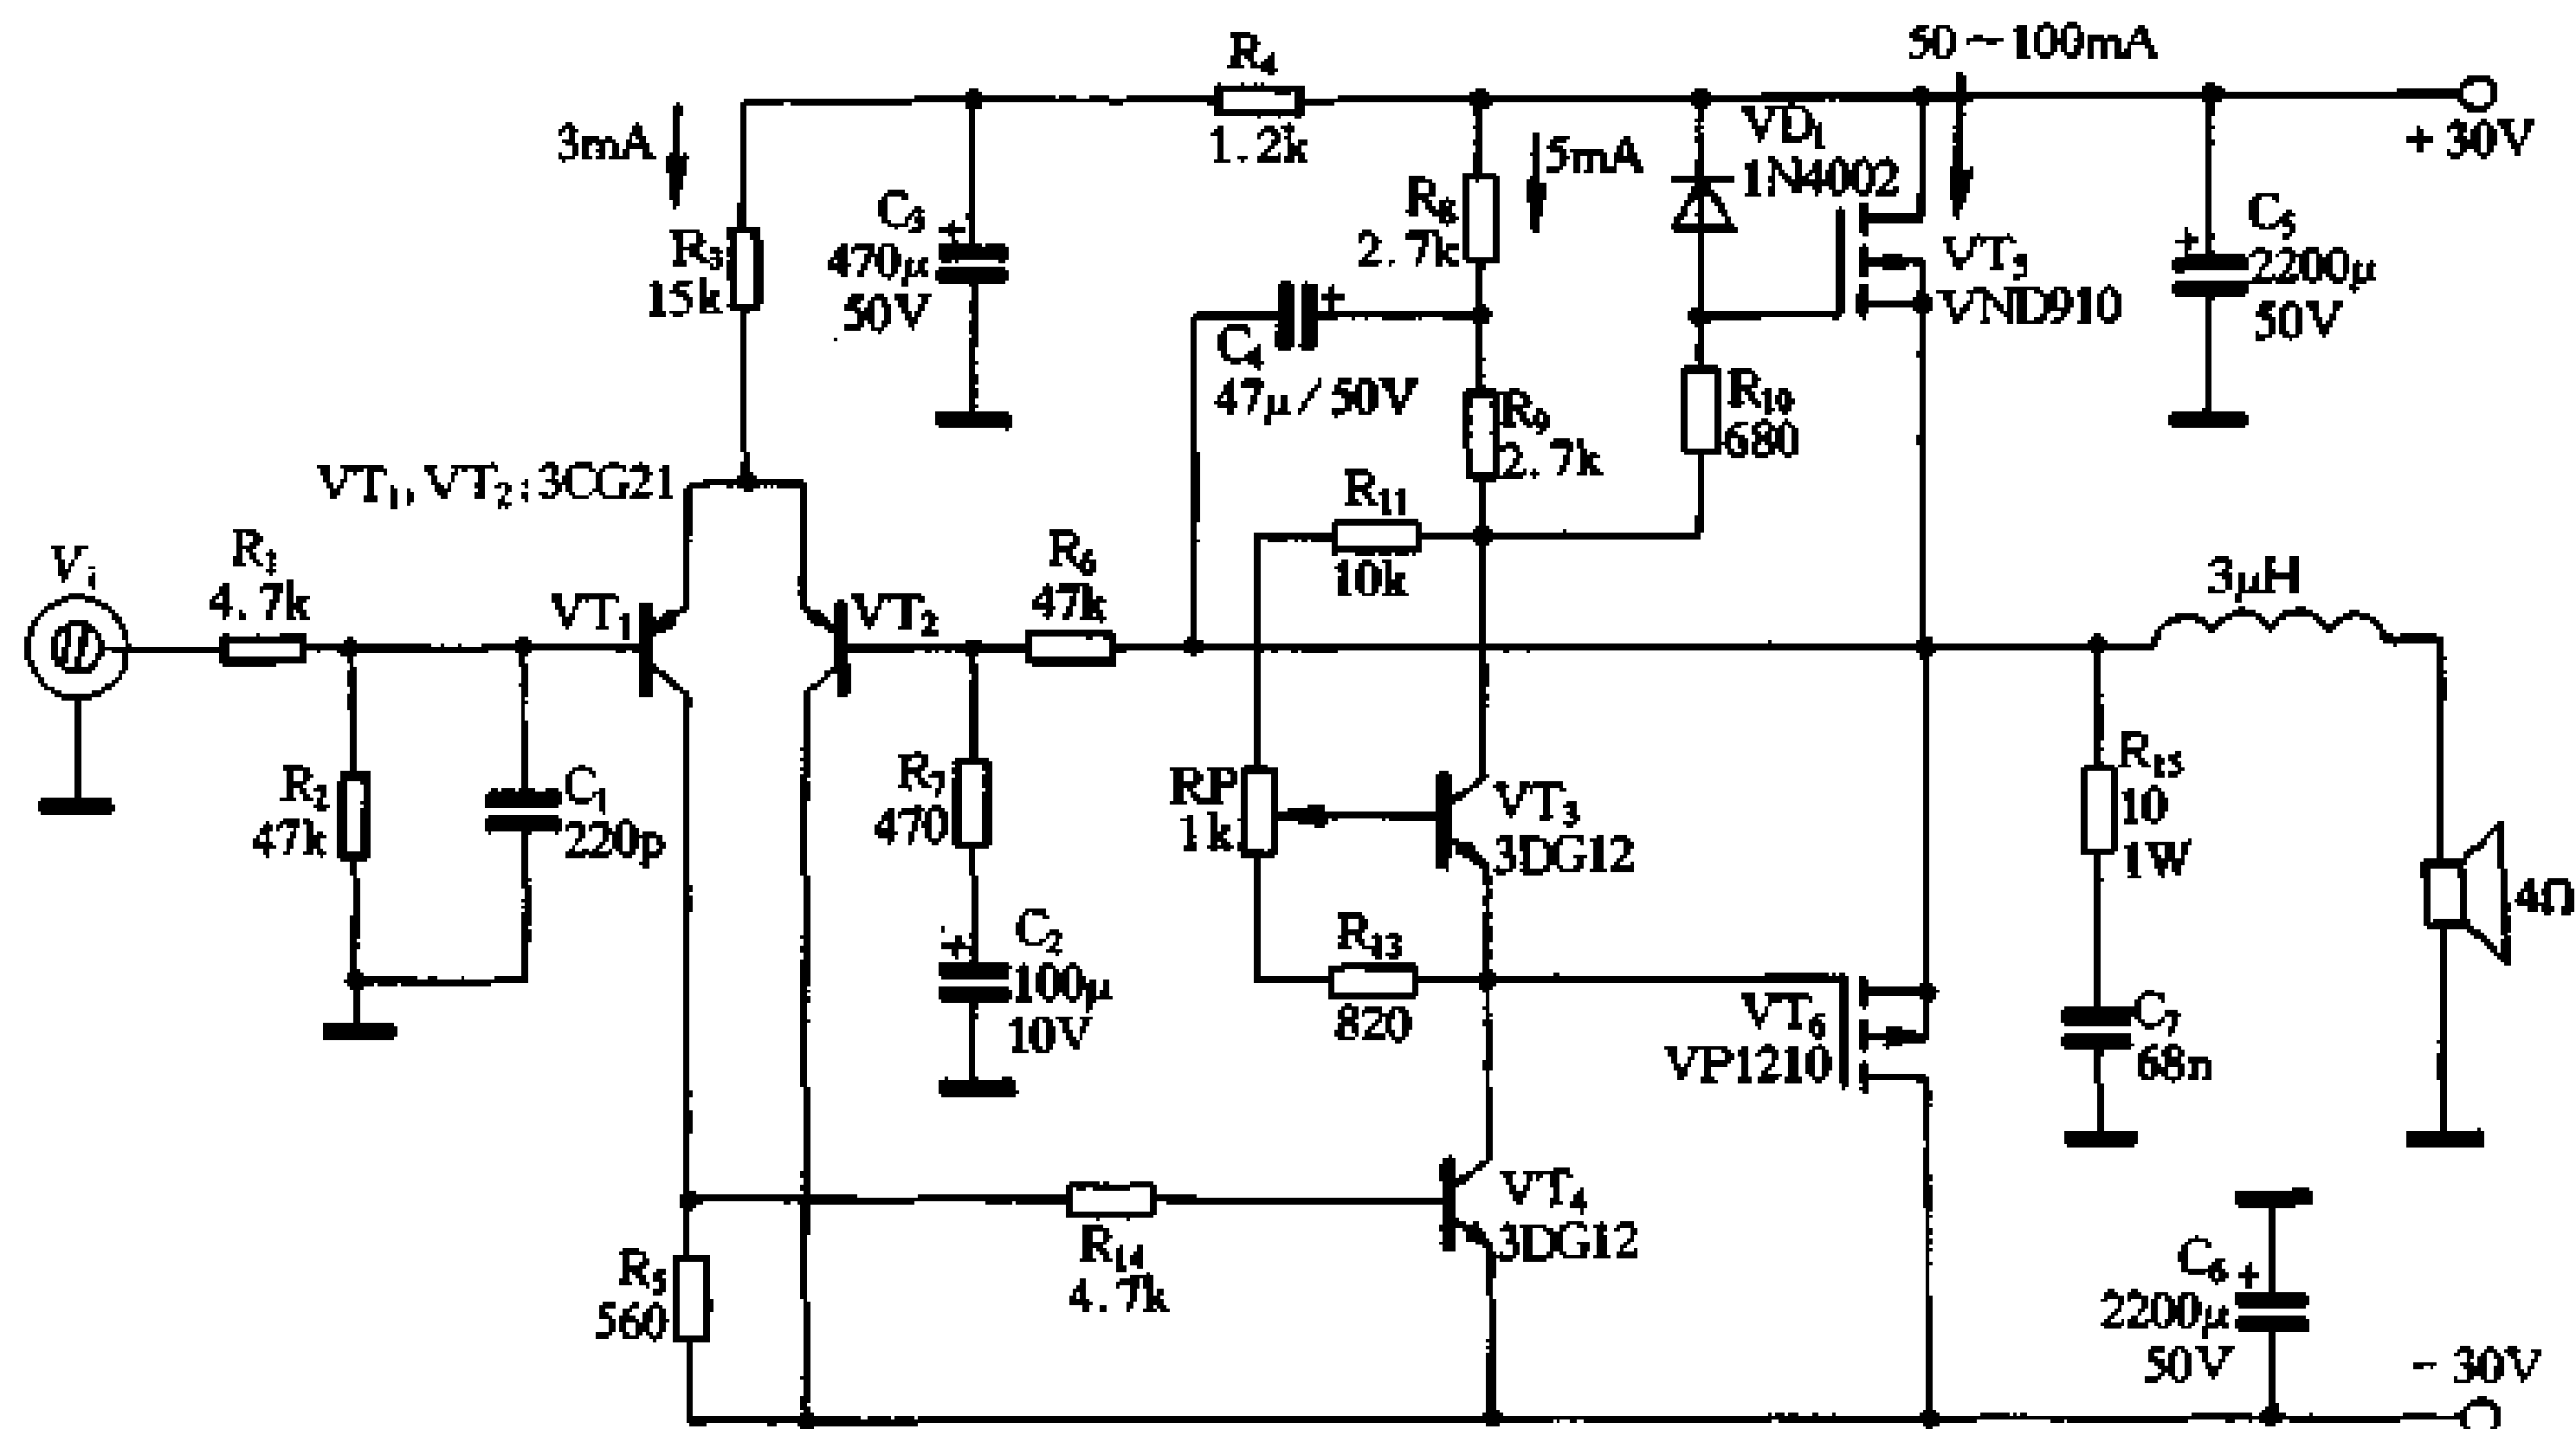 R₄
1.2k
50～100mA
+30V
3mA
5mA
VD₁
1N4002
C₃
470μ
50V
R₈
2.7k
R₃
15k
VT₅
VND910
C₅
2200μ
50V
C₄
47μ/50V
R₉
2.7k
R₁₀
680
VT₁,VT₂:3CG21
R₁₁
10k
Vᵢ
R₁
4.7k
VT₁
VT₂
R₆
47k
3μH
R₂
47k
C₁
220p
R₇
470
RP
1k
VT₃
3DG12
R₁₅
10
1W
4Ω
C₂
100μ
10V
R₁₃
820
VT₆
VP1210
C₇
68n
R₁₄
4.7k
VT₄
3DG12
R₅
560
C₆
2200μ
50V
-30V